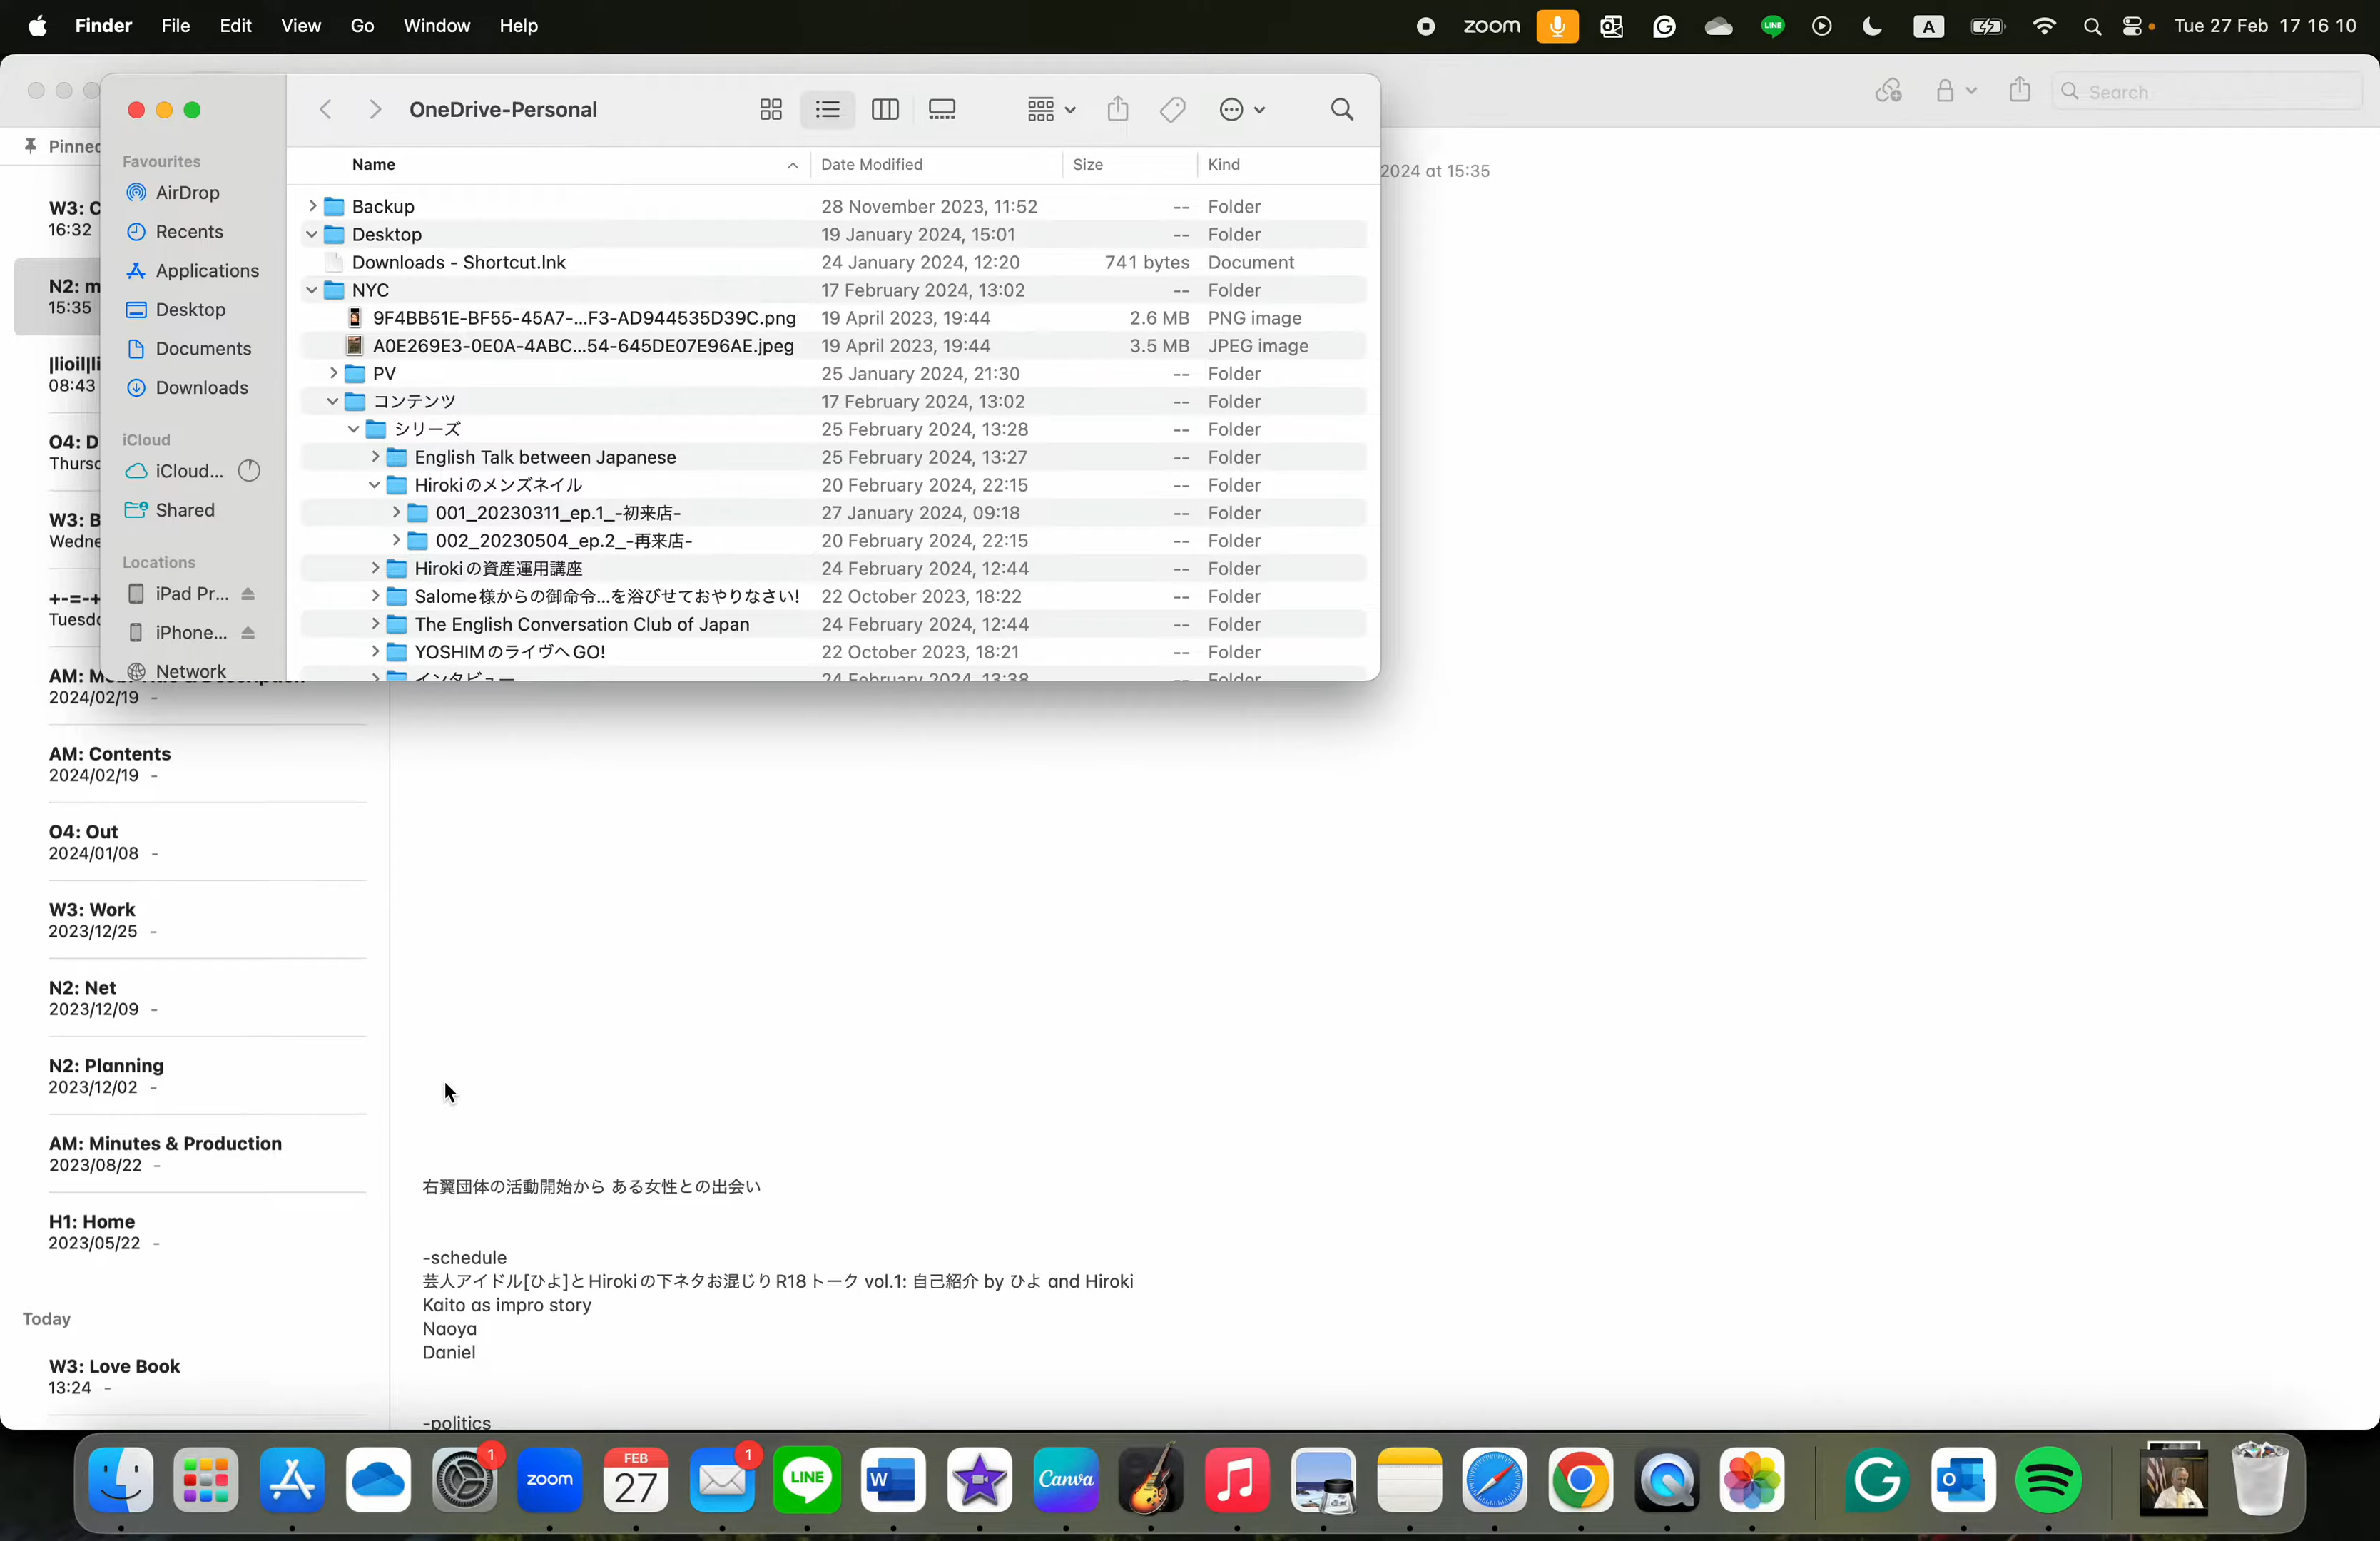 Finder File Edit View Go Window Help
zoom LINE A Tue 27 Feb 17 16 10
OneDrive-Personal
Search
Pinned
2024 at 15:35
Favourites
AirDrop
Recents
Applications
Desktop
Documents
Downloads
iCloud
iCloud...
Shared
Locations
iPad Pr...
iPhone...
Network
Name Date Modified Size Kind
Backup 28 November 2023, 11:52 -- Folder
Desktop 19 January 2024, 15:01 -- Folder
Downloads - Shortcut.lnk 24 January 2024, 12:20 741 bytes Document
NYC 17 February 2024, 13:02 -- Folder
9F4BB51E-BF55-45A7-...F3-AD944535D39C.png 19 April 2023, 19:44 2.6 MB PNG image
A0E269E3-0E0A-4ABC...54-645DE07E96AE.jpeg 19 April 2023, 19:44 3.5 MB JPEG image
PV 25 January 2024, 21:30 -- Folder
コンテンツ 17 February 2024, 13:02 -- Folder
シリーズ 25 February 2024, 13:28 -- Folder
English Talk between Japanese 25 February 2024, 13:27 -- Folder
Hirokiのメンズネイル 20 February 2024, 22:15 -- Folder
001_20230311_ep.1_-初来店- 27 January 2024, 09:18 -- Folder
002_20230504_ep.2_-再来店- 20 February 2024, 22:15 -- Folder
Hirokiの資産運用講座 24 February 2024, 12:44 -- Folder
Salome様からの御命令...を浴びせておやりなさい! 22 October 2023, 18:22 -- Folder
The English Conversation Club of Japan 24 February 2024, 12:44 -- Folder
YOSHIMのライヴへGO! 22 October 2023, 18:21 -- Folder
インタビュー 24 February 2024, 13:38 -- Folder
W3: C
16:32
N2: m
15:35
08:43
O4: D
Thurs
W3: B
Wedne
+-=-+
Tuesd
2024/02/19 -
AM: Contents
2024/02/19 -
O4: Out
2024/01/08 -
W3: Work
2023/12/25 -
N2: Net
2023/12/09 -
N2: Planning
2023/12/02 -
AM: Minutes & Production
2023/08/22 -
H1: Home
2023/05/22 -
Today
W3: Love Book
13:24 -
右翼団体の活動開始から ある女性との出会い
-schedule
芸人アイドル[ひよ]とHirokiの下ネタお混じりR18トーク vol.1: 自己紹介 by ひよ and Hiroki
Kaito as impro story
Naoya
Daniel
-politics
1 zoom FEB 27 1 LINE W Canva G O